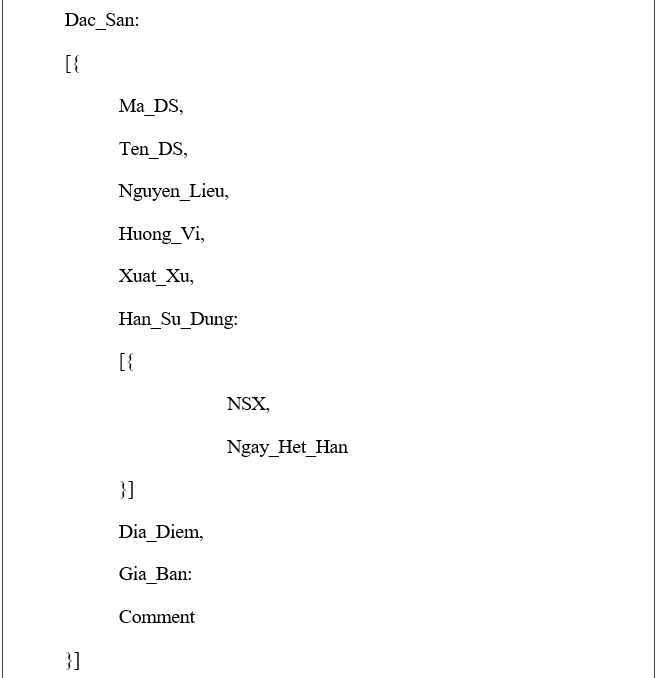 Dac_San:
[{
Ma_DS,
Ten_DS,
Nguyen_Lieu,
Huong_Vi,
Xuat_Xu,
Han_Su_Dung:
[{
NSX,
Ngay_Het_Han
}]
Dia_Diem,
Gia_Ban:
Comment
}]